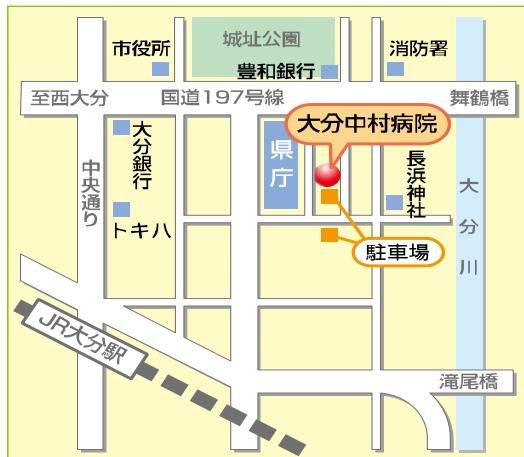 城址公園
市役所
消防署
豊和銀行
至西大分
国道197号線
舞鶴橋
大分中村病院
大分銀行
県庁
長浜神社
中央通り
大分川
トキハ
駐車場
JR大分駅
滝尾橋